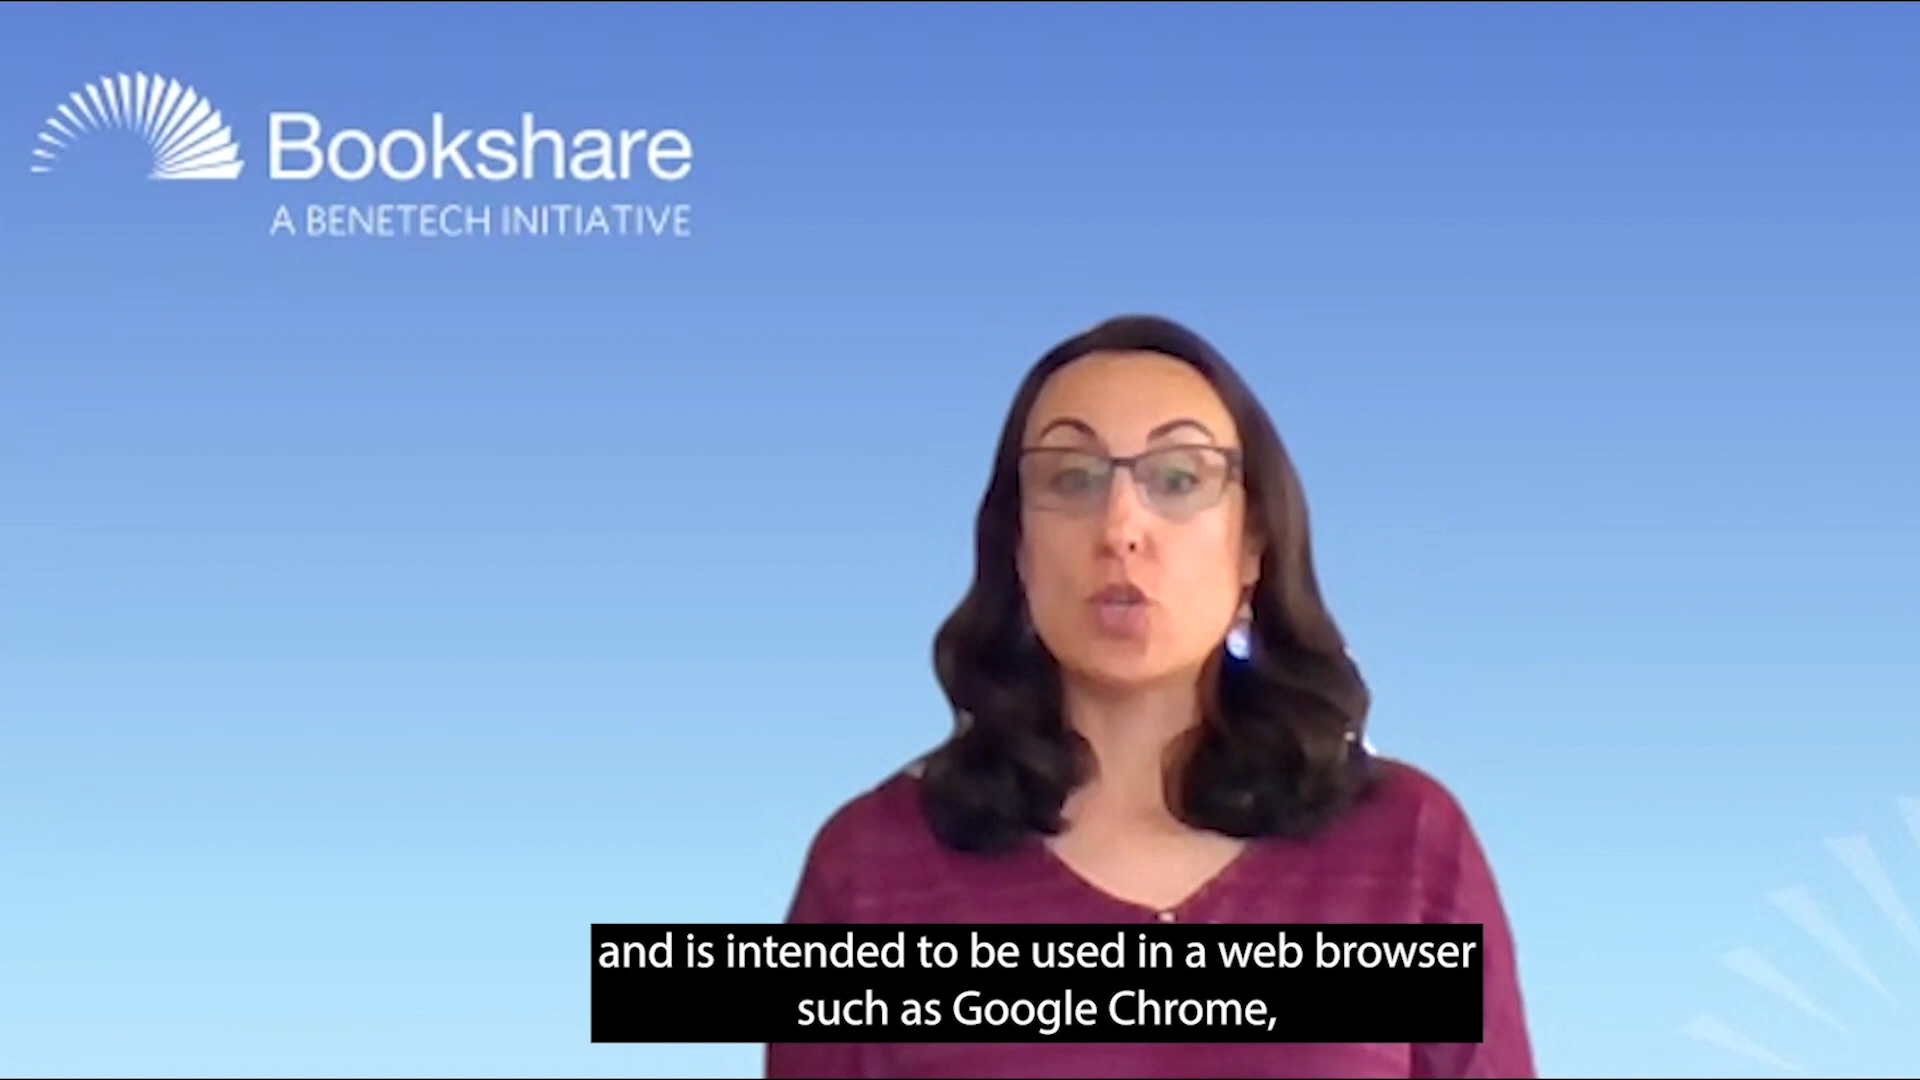 Bookshare
A BENETECH INITIATIVE
and is intended to be used in a web browser
such as Google Chrome,